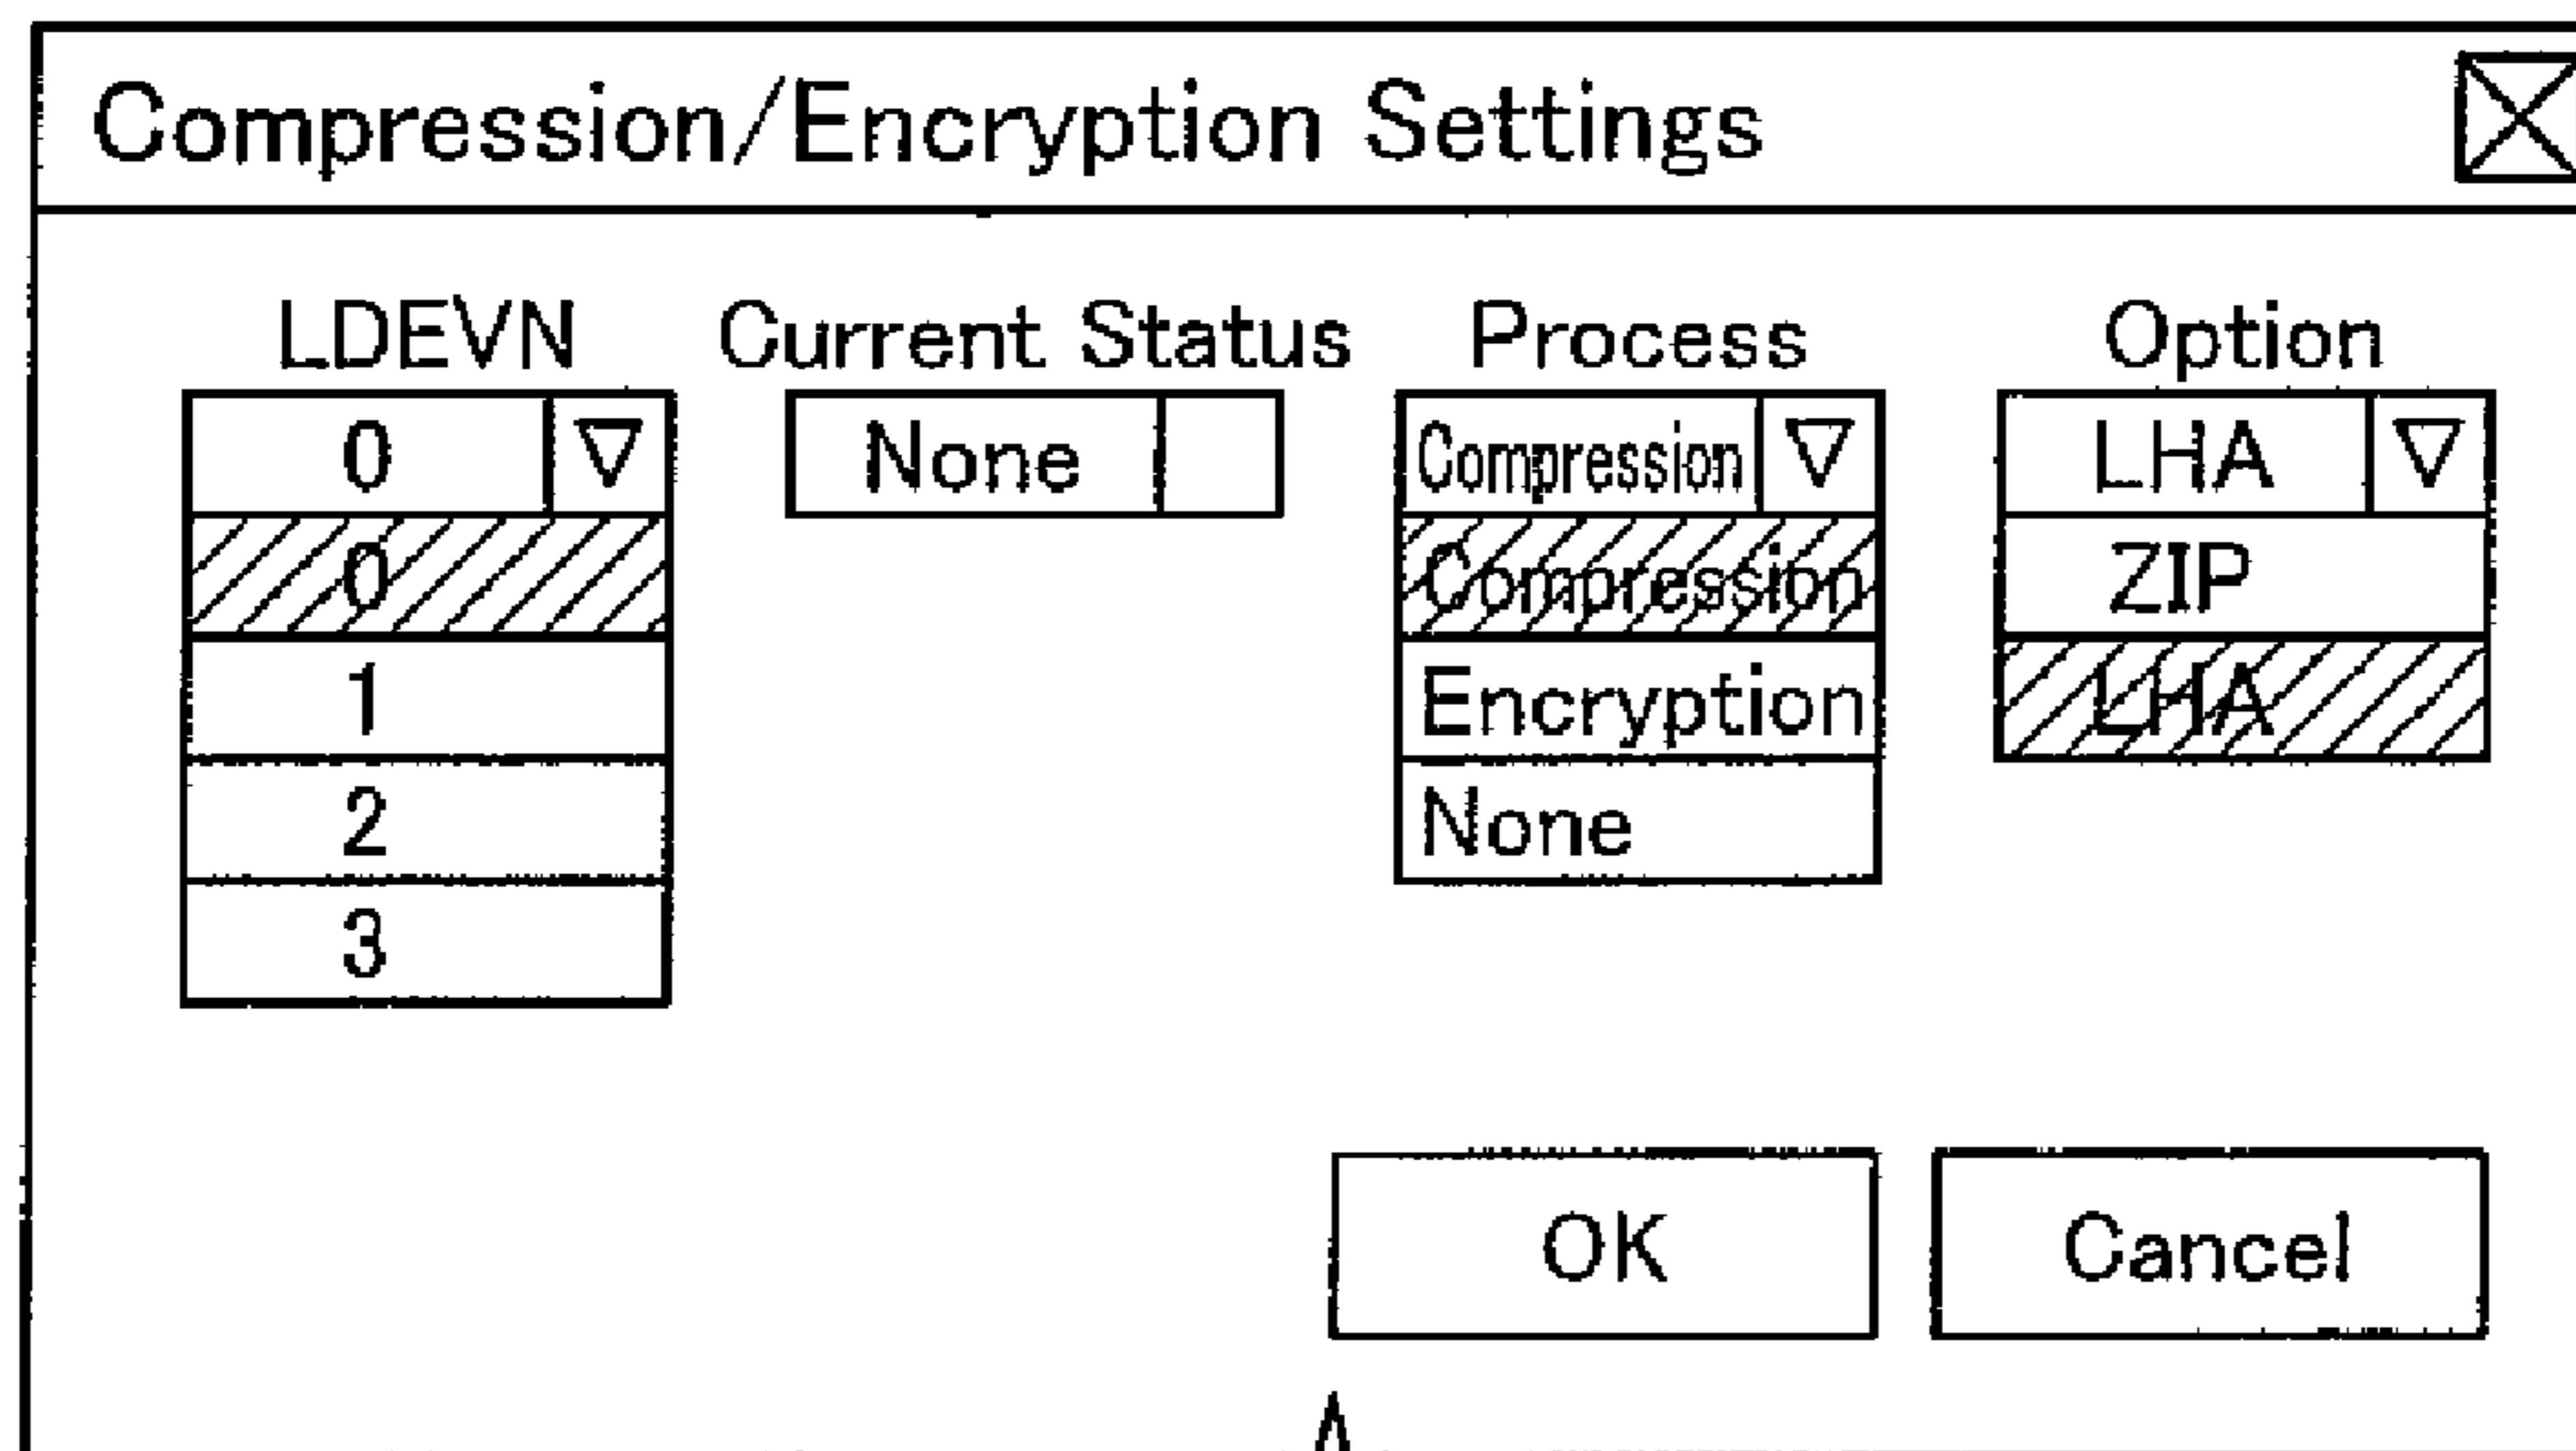 Compression/Encryption Settings
LDEVN Current Status Process Option
0 None Compression LHA
0 Compression ZIP
1 Encryption LHA
2 None
3
OK Cancel